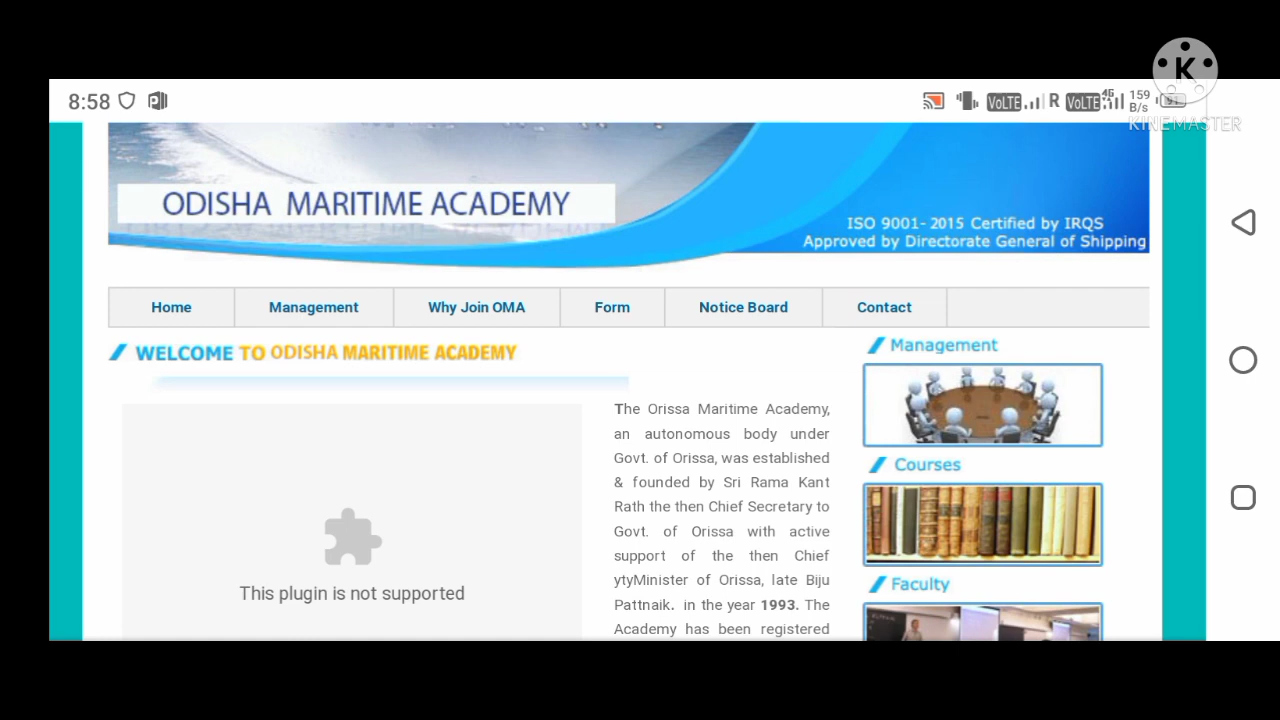 8:58
VoLTE R VoLTE 4G 159 B/s 91
KINEMASTER
ODISHA MARITIME ACADEMY
ISO 9001- 2015 Certified by IRQS
Approved by Directorate General of Shipping
Home Management Why Join OMA Form Notice Board Contact
WELCOME TO ODISHA MARITIME ACADEMY
This plugin is not supported
The Orissa Maritime Academy,
an autonomous body under
Govt. of Orissa, was established
& founded by Sri Rama Kant
Rath the then Chief Secretary to
Govt. of Orissa with active
support of the then Chief
ytyMinister of Orissa, late Biju
Pattnaik. in the year 1993. The
Academy has been registered
Management
Courses
Faculty